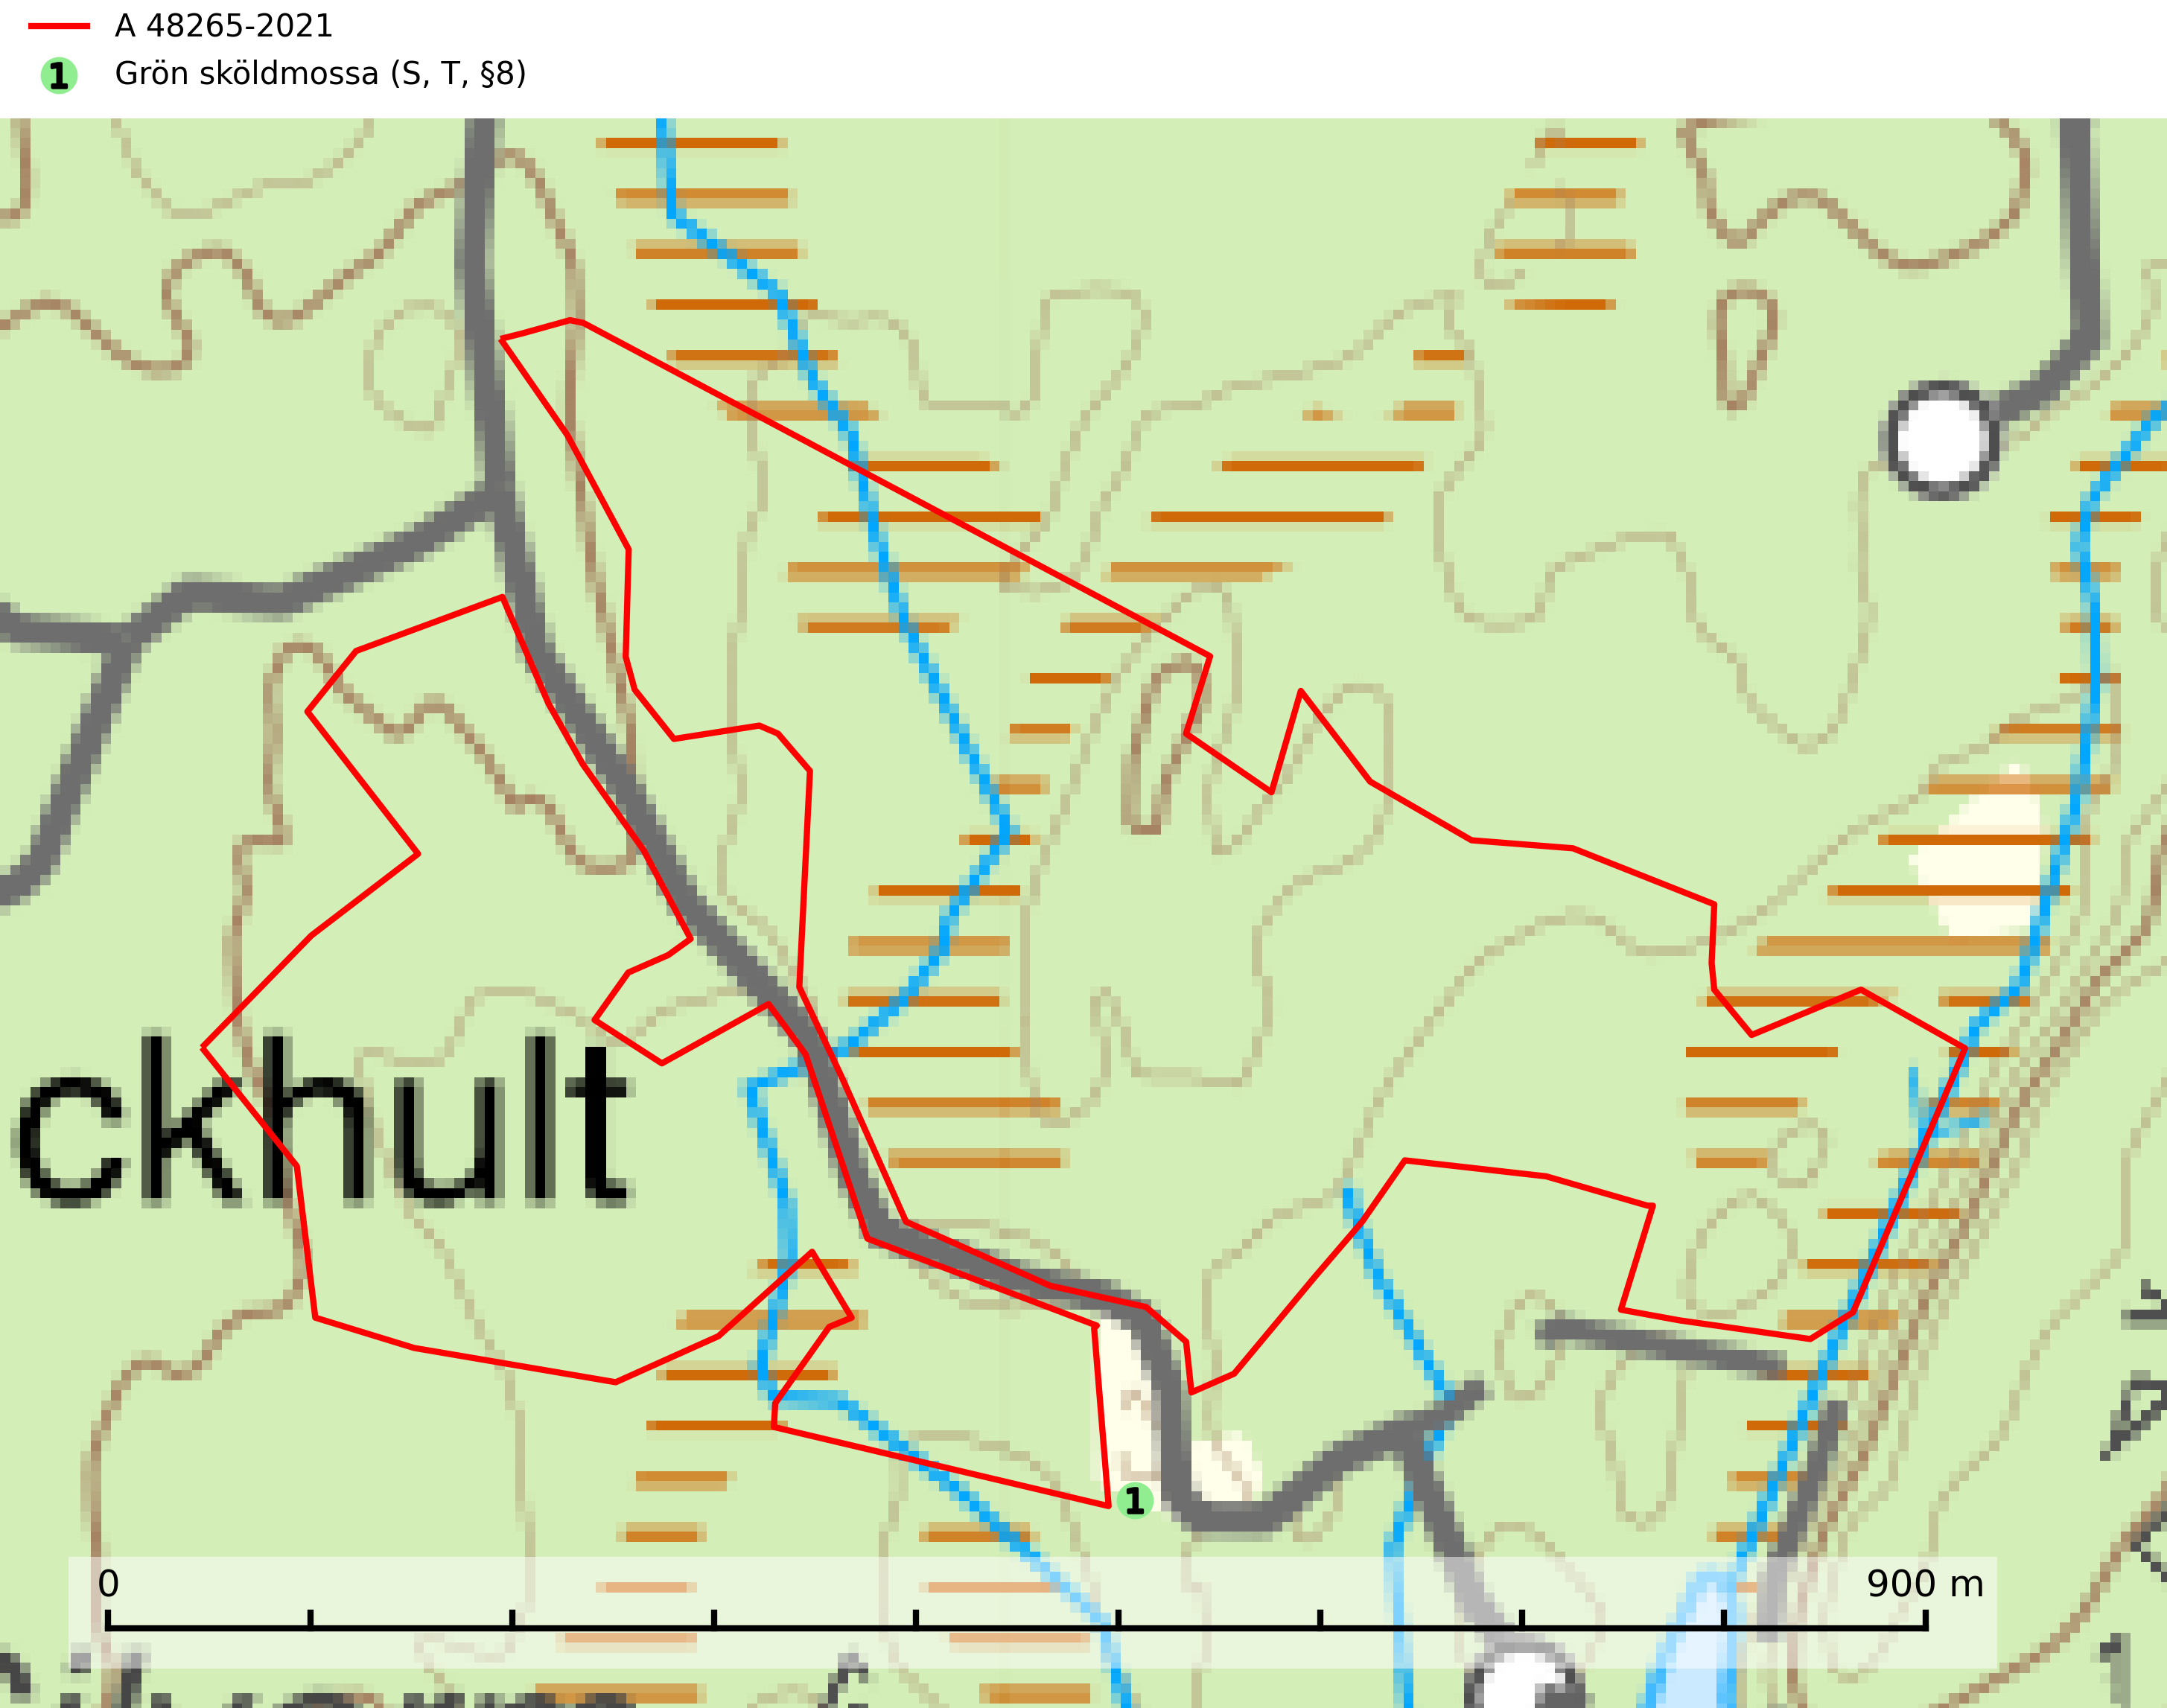 A 48265-2021
1 Grön sköldmossa (S, T, §8)
ckhult
1
0 900 m